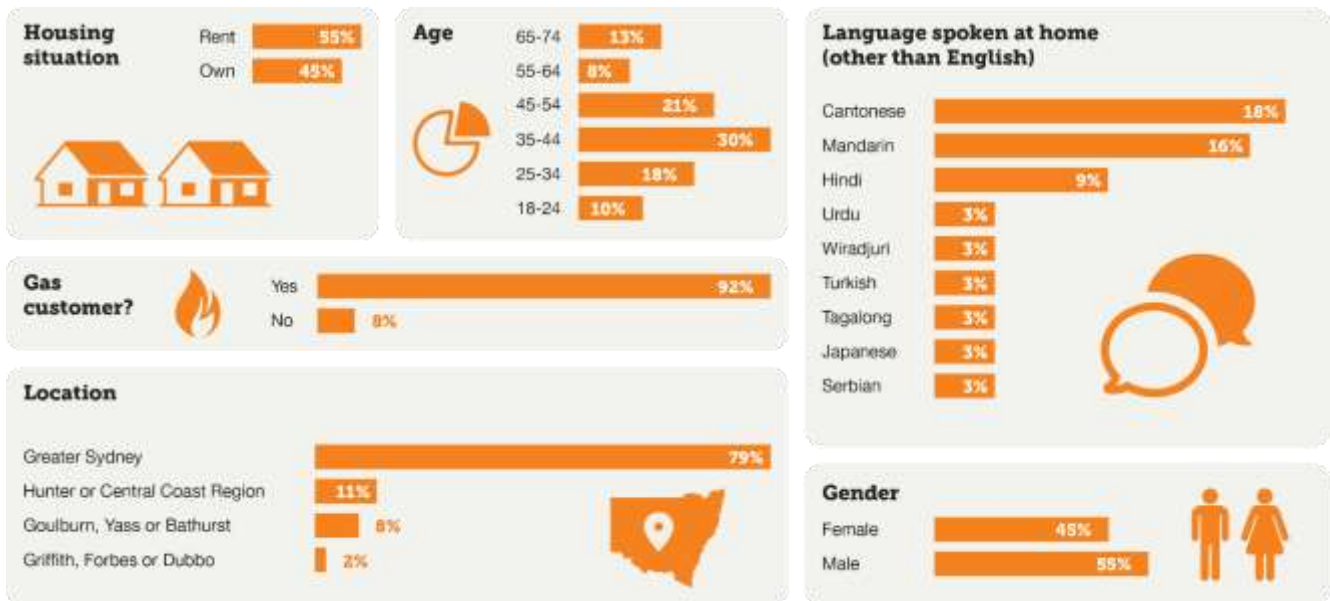 Housing
situation
Rent 55%
Own 45%
Age
65-74 13%
55-64 8%
45-54 21%
35-44 30%
25-34 18%
18-24 10%
Language spoken at home
(other than English)
Cantonese 18%
Mandarin 16%
Hindi 9%
Urdu 3%
Wiradjuri 3%
Turkish 3%
Tagalong 3%
Japanese 3%
Serbian 3%
Gas
customer?
Yes 92%
No 8%
Location
Greater Sydney 79%
Hunter or Central Coast Region 11%
Goulburn, Yass or Bathurst 8%
Griffith, Forbes or Dubbo 2%
Gender
Female 45%
Male 55%